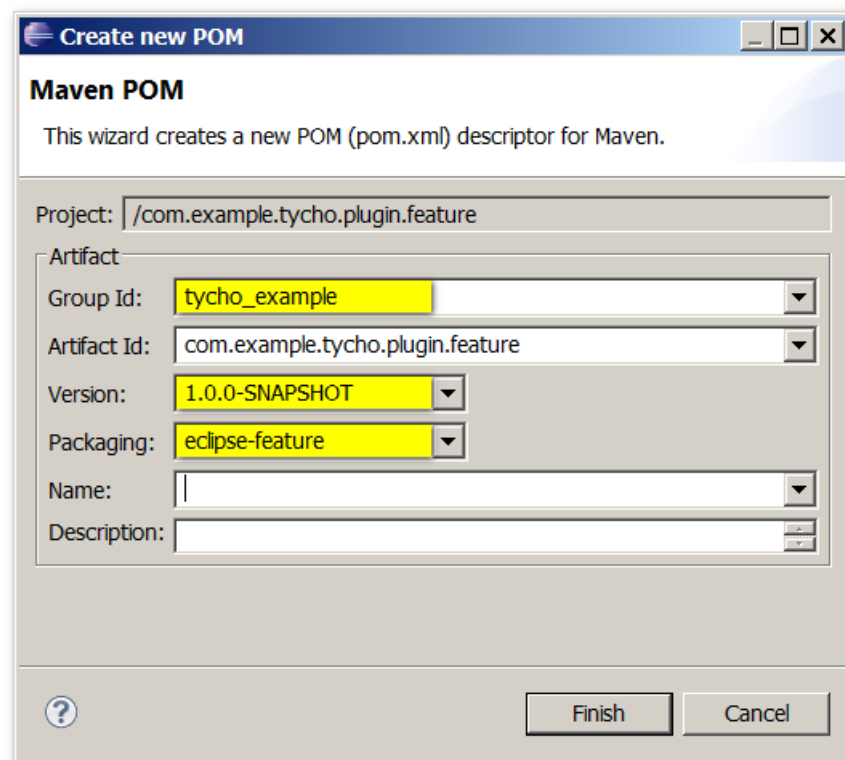 Create new POM
Maven POM
This wizard creates a new POM (pom.xml) descriptor for Maven.
Project: /com.example.tycho.plugin.feature
Artifact
Group Id: tycho_example
Artifact Id: com.example.tycho.plugin.feature
Version: 1.0.0-SNAPSHOT
Packaging: eclipse-feature
Name:
Description:
? Finish Cancel